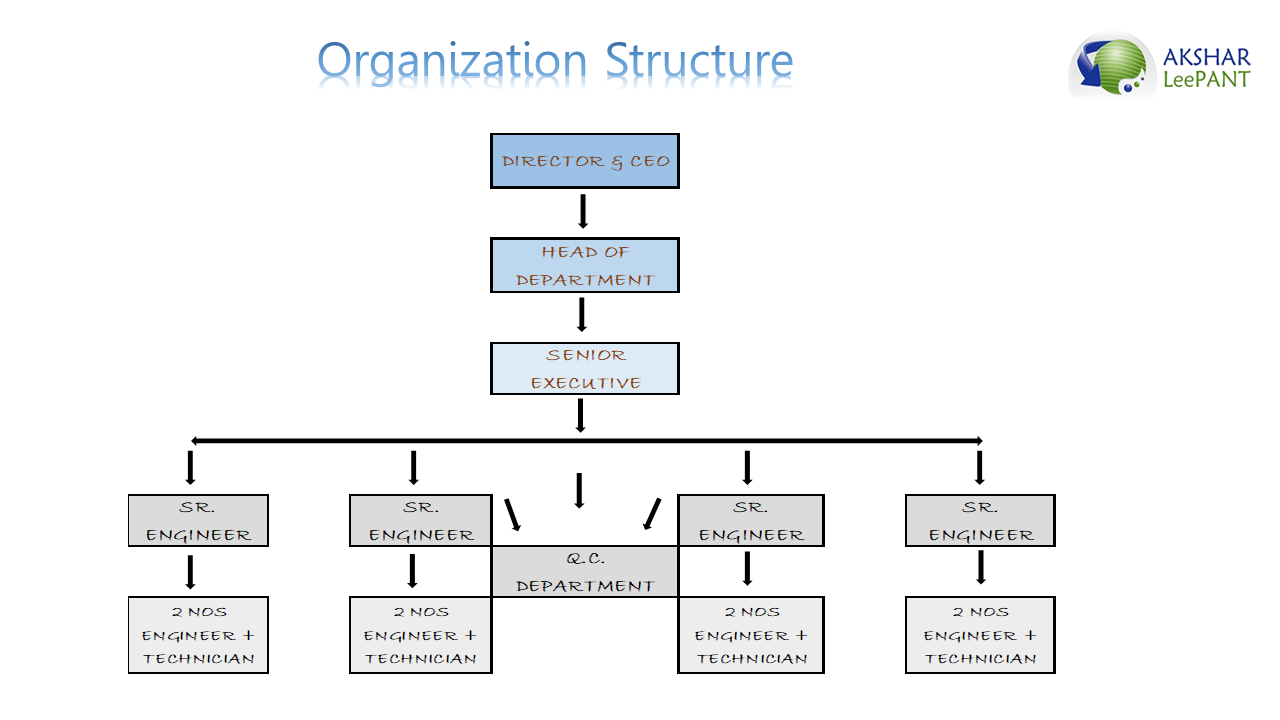 Organization Structure
AKSHAR
LeePANT
DIRECTOR & CEO
HEAD OF
DEPARTMENT
SENIOR
EXECUTIVE
SR.
ENGINEER
SR.
ENGINEER
SR.
ENGINEER
SR.
ENGINEER
Q.C.
DEPARTMENT
2 NOS
ENGINEER +
TECHNICIAN
2 NOS
ENGINEER +
TECHNICIAN
2 NOS
ENGINEER +
TECHNICIAN
2 NOS
ENGINEER +
TECHNICIAN